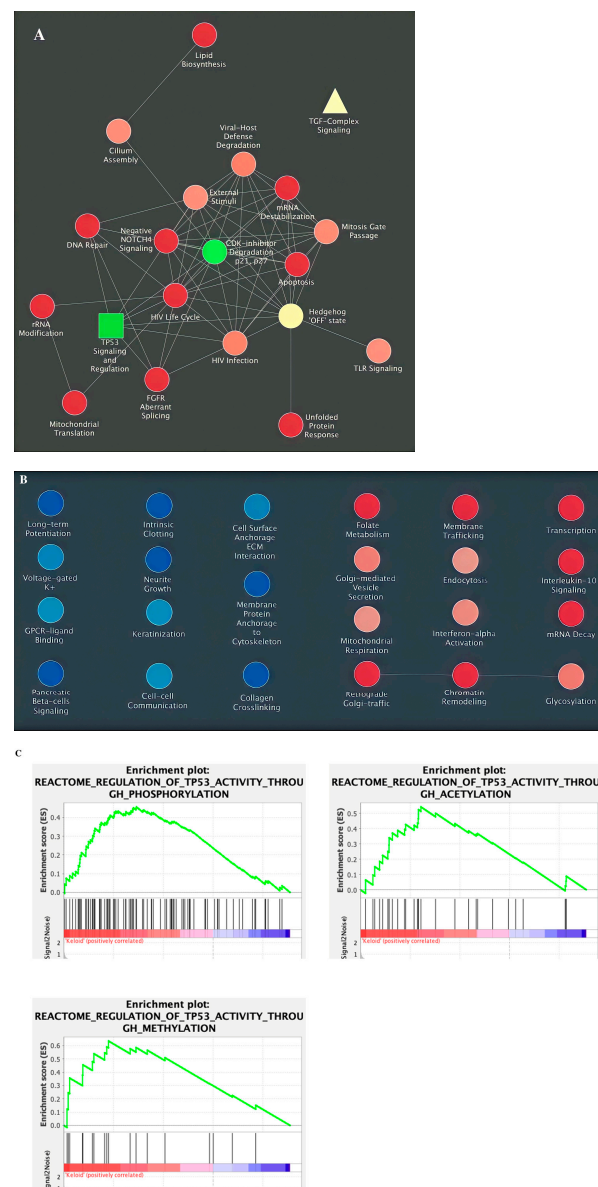 A
Lipid
Biosynthesis
TGF-Complex
Signaling
Cilium
Assembly
Viral-Host
Defense
Degradation
External
Stimuli
mRNA
Destabilization
Mitosis Gate
Passage
DNA Repair
Negative
NOTCH4
Signaling
CDK-inhibitor
Degradation
p21, p27
Apoptosis
rRNA
Modification
HIV Life Cycle
Hedgehog
'OFF' state
TP53
Signaling
and
Regulation
HIV Infection
TLR Signaling
FGFR
Aberrant
Splicing
Mitochondrial
Translation
Unfolded
Protein
Response
B
Long-term
Potentiation
Intrinsic
Clotting
Cell Surface
Anchorage
ECM
Interaction
Folate
Metabolism
Membrane
Trafficking
Transcription
Voltage-gated
K+
Neurite
Growth
Membrane
Protein
Anchorage
to
Cytoskeleton
Golgi-mediated
Vesicle
Secretion
Endocytosis
Interleukin-10
Signaling
GPCR-ligand
Binding
Keratinization
Mitochondrial
Respiration
Interferon-alpha
Activation
mRNA Decay
Pancreatic
Beta-cells
Signaling
Cell-cell
Communication
Collagen
Crosslinking
Retrograde
Golgi-traffic
Chromatin
Remodeling
Glycosylation
C
Enrichment plot:
REACTOME_REGULATION_OF_TP53_ACTIVITY_THROU
GH_PHOSPHORYLATION
Enrichment score (ES)
0.4
0.3
0.2
0.1
0.0
Signal2Noise)
'Keloid' (positively correlated)
2
1
Enrichment plot:
REACTOME_REGULATION_OF_TP53_ACTIVITY_THROU
GH_ACETYLATION
Enrichment score (ES)
0.5
0.4
0.3
0.2
0.1
0.0
Signal2Noise)
'Keloid' (positively correlated)
2
1
Enrichment plot:
REACTOME_REGULATION_OF_TP53_ACTIVITY_THROU
GH_METHYLATION
Enrichment score (ES)
0.6
0.5
0.4
0.3
0.2
0.1
0.0
gnal2Noise)
'Keloid' (positively correlated)
2
1